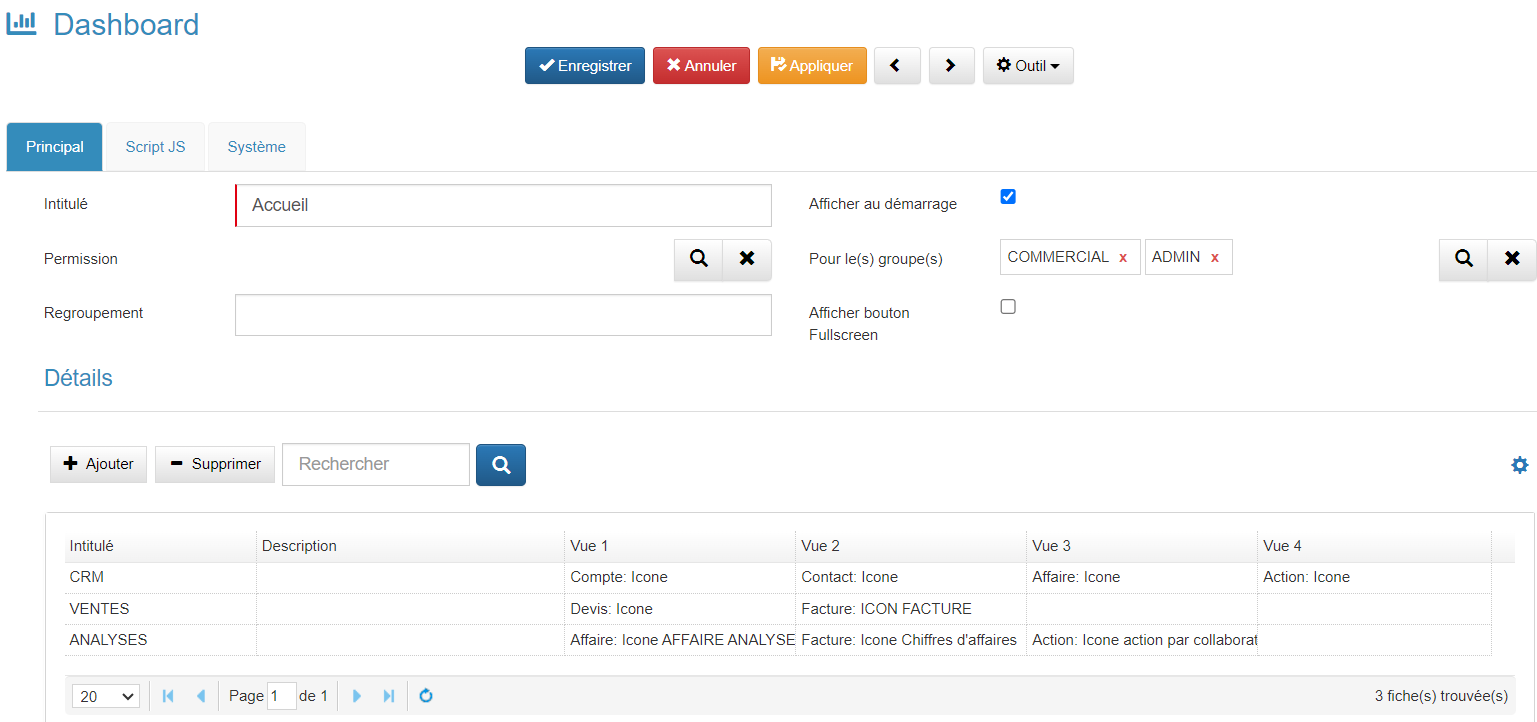 Dashboard
Enregistrer Annuler Appliquer Outil
Principal Script JS Système
Intitulé Accueil Afficher au démarrage
Permission Pour le(s) groupe(s) COMMERCIAL x ADMIN x
Regroupement Afficher bouton
Fullscreen
Détails
Ajouter Supprimer Rechercher
Intitulé Description Vue 1 Vue 2 Vue 3 Vue 4
CRM Compte: Icone Contact: Icone Affaire: Icone Action: Icone
VENTES Devis: Icone Facture: ICON FACTURE
ANALYSES Affaire: Icone AFFAIRE ANALYSE Facture: Icone Chiffres d'affaires Action: Icone action par collaborat
20 Page 1 de 1 3 fiche(s) trouvée(s)